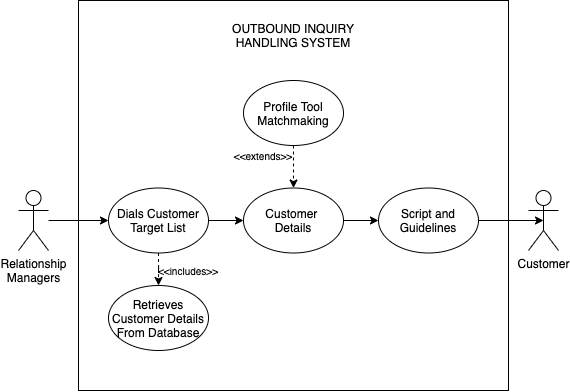 OUTBOUND INQUIRY
HANDLING SYSTEM
Profile Tool
Matchmaking
<<extends>>
Dials Customer
Target List
Customer
Details
Script and
Guidelines
Relationship
Managers
Customer
<<includes>>
Retrieves
Customer Details
From Database